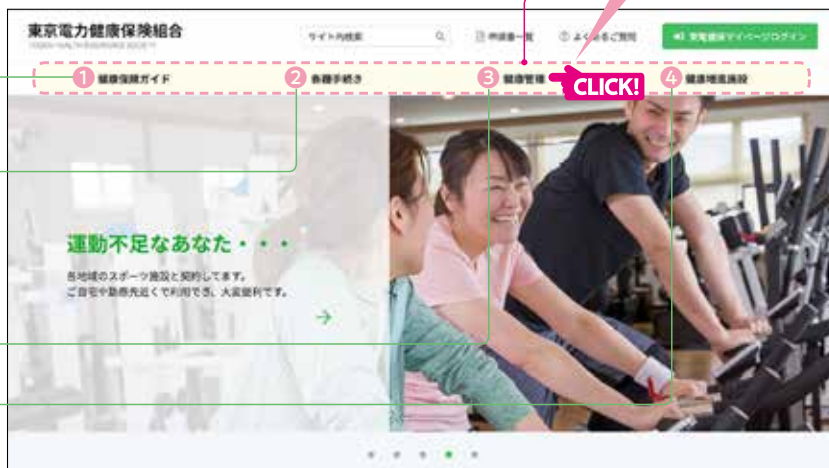 東京電力健康保険組合
サイト内検索
申請書一覧
よくあるご質問
東電健保マイページログイン
1 健康保険ガイド
2 各種手続き
3 健康管理
CLICK!
4 健康増進施設
運動不足なあなた・・・
各地域のスポーツ施設と契約してます。
ご自宅や勤務先近くで利用でき、大変便利です。